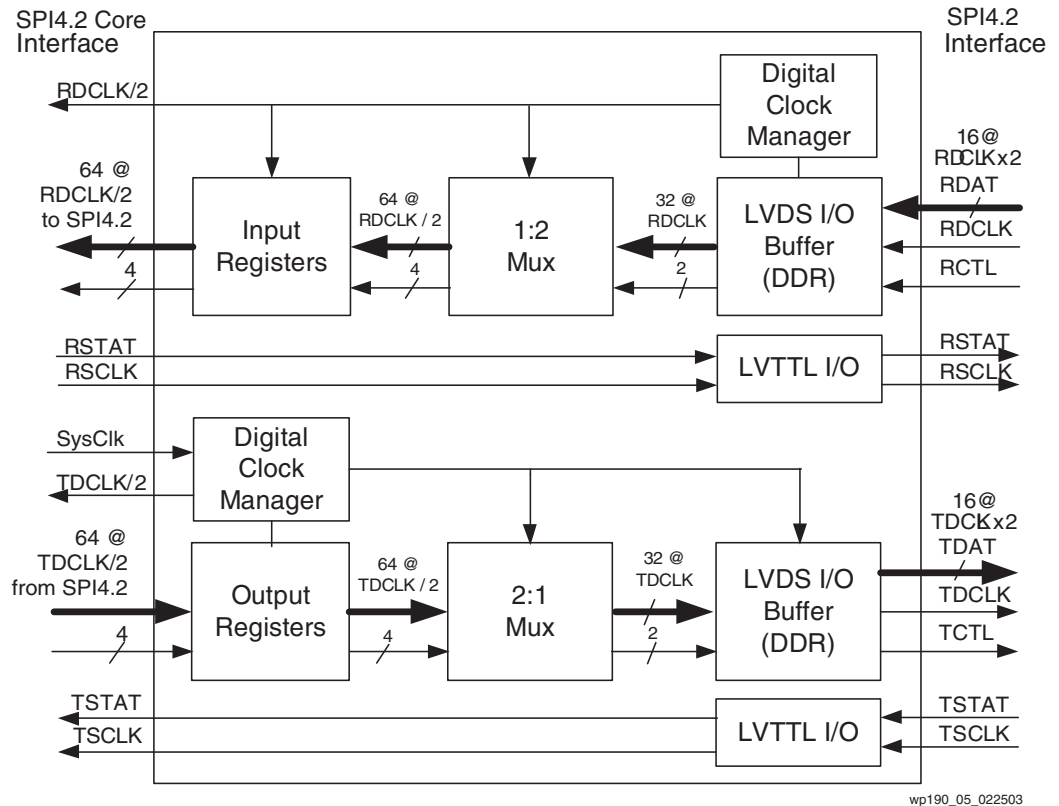 SPI4.2 Core
Interface
SPI4.2
Interface
Digital
Clock
Manager
RDCLK/2
16@
RDCLKx2
RDAT
64 @
RDCLK/2
to SPI4.2
64 @
RDCLK / 2
32 @
RDCLK
Input
Registers
1:2
Mux
LVDS I/O
Buffer
(DDR)
RDCLK
4
4
2
RCTL
RSTAT
RSCLK
LVTTL I/O
RSTAT
RSCLK
SysClk
TDCLK/2
Digital
Clock
Manager
64 @
TDCLK/2
from SPI4.2
64 @
TDCLK / 2
32 @
TDCLK
16@
TDCLKx2
TDAT
Output
Registers
2:1
Mux
LVDS I/O
Buffer
(DDR)
TDCLK
4
4
2
TCTL
TSTAT
TSCLK
LVTTL I/O
TSTAT
TSCLK
wp190_05_022503